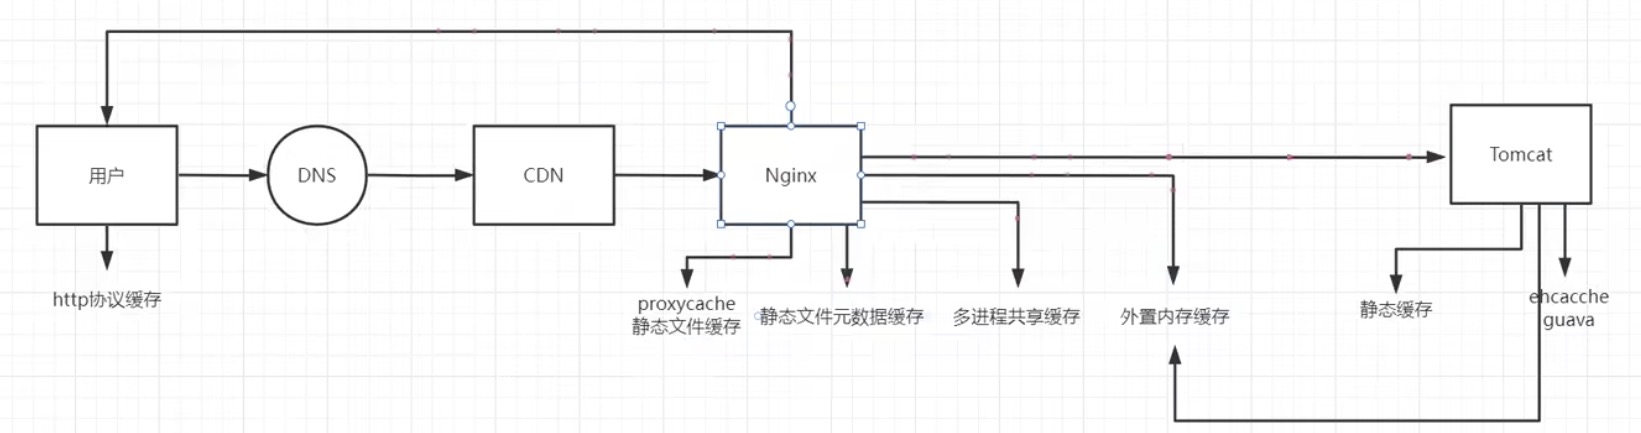 用户
DNS
CDN
Nginx
Tomcat
http协议缓存
proxycache
静态文件缓存
静态文件元数据缓存
多进程共享缓存
外置内存缓存
静态缓存
ehcacche
guava